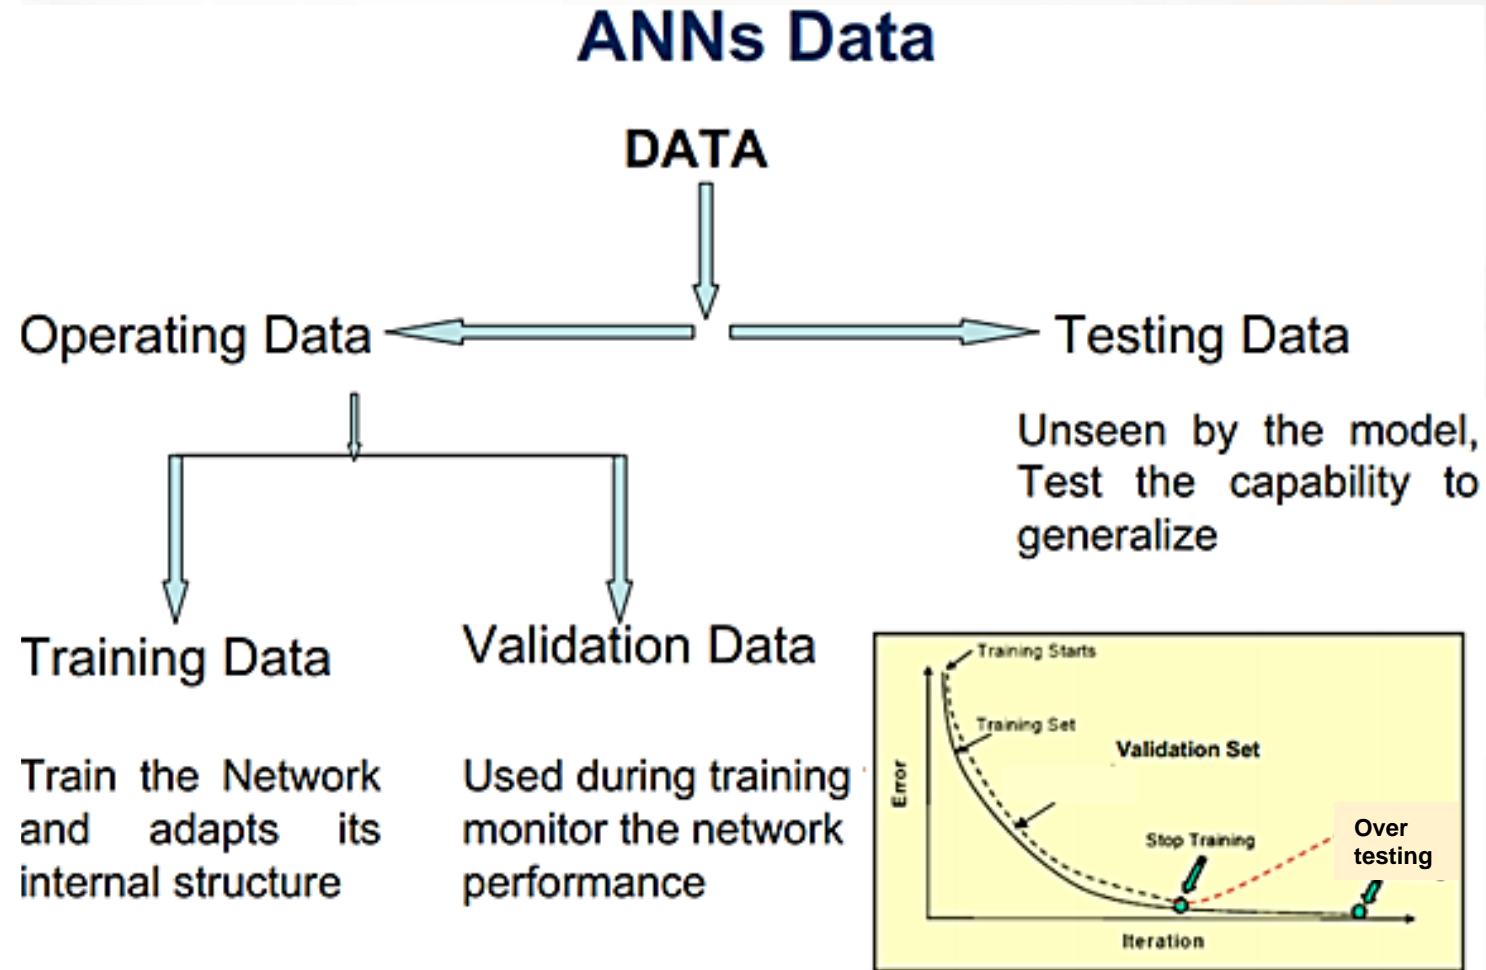 ANNs Data
DATA
Operating Data
Testing Data
Unseen by the model,
Test the capability to
generalize
Training Data
Validation Data
Train the Network
and adapts its
internal structure
Used during training
monitor the network
performance
Training Starts
Training Set
Validation Set
Error
Stop Training
Over
testing
Iteration